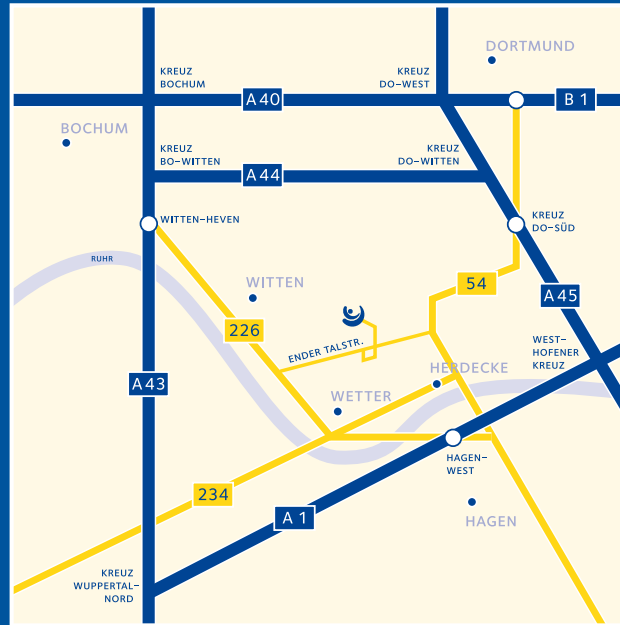 DORTMUND
KREUZ
BOCHUM
KREUZ
DO-WEST
A 40
B 1
BOCHUM
KREUZ
BO-WITTEN
KREUZ
DO-WITTEN
A 44
WITTEN-HEVEN
KREUZ
DO-SÜD
RUHR
WITTEN
54
A 45
226
ENDER TALSTR.
WEST-
HOFENER
KREUZ
A 43
HERDECKE
WETTER
HAGEN-
WEST
234
A 1
HAGEN
KREUZ
WUPPERTAL-
NORD